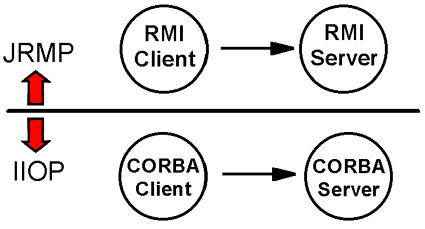 JRMP
RMI
Client
RMI
Server
IIOP
CORBA
Client
CORBA
Server